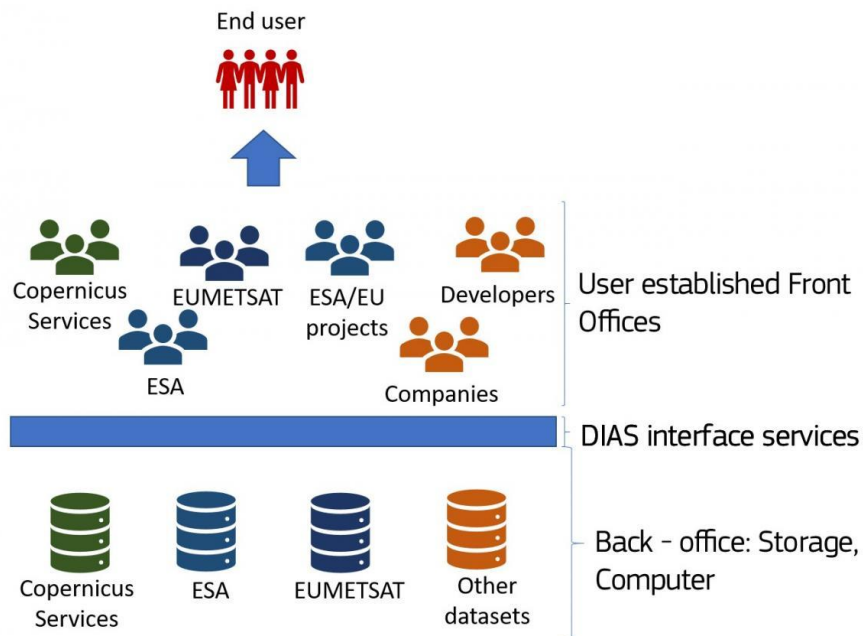 End user
Copernicus
Services
EUMETSAT
ESA/EU
projects
Developers
ESA
Companies
User established Front
Offices
DIAS interface services
Copernicus
Services
ESA
EUMETSAT
Other
datasets
Back - office: Storage,
Computer